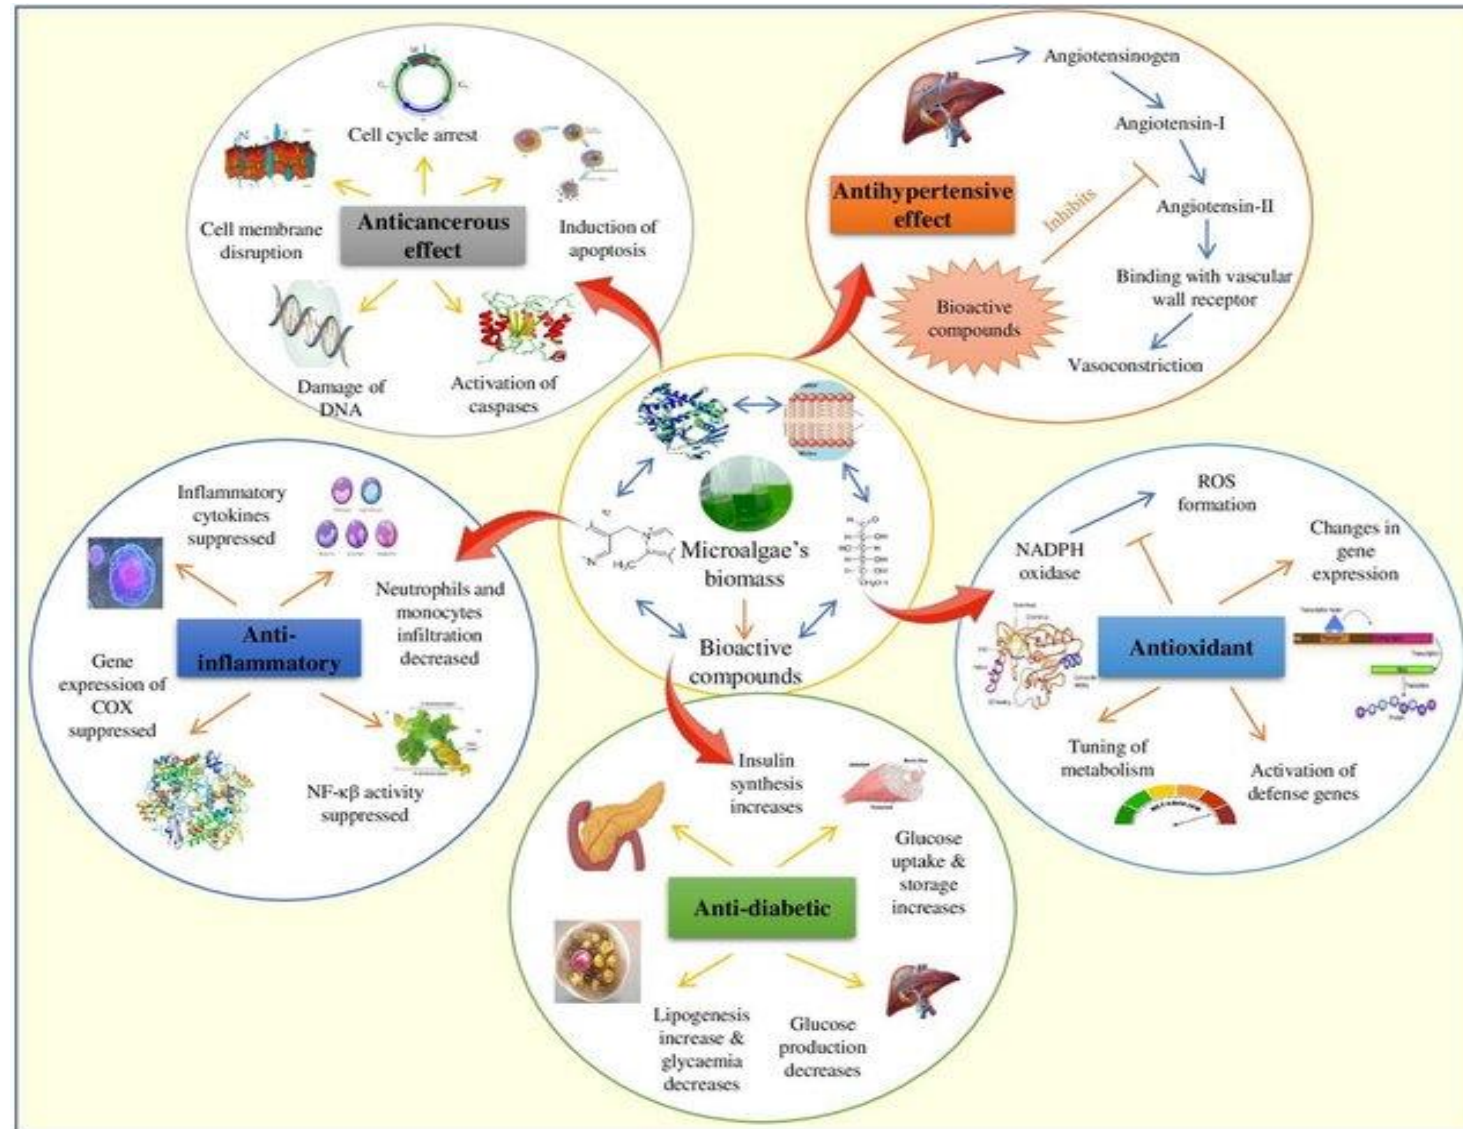 Cell cycle arrest
Cell membrane
disruption
Anticancerous
effect
Induction of
apoptosis
Damage of
DNA
Activation of
caspases
Angiotensinogen
Angiotensin-I
Antihypertensive
effect
Inhibits
Angiotensin-II
Bioactive
compounds
Binding with vascular
wall receptor
Vasoconstriction
Microalgae's
biomass
H₃C
Bioactive
compounds
Inflammatory
cytokines
suppressed
Neutrophils and
monocytes
infiltration
decreased
Anti-
inflammatory
Gene
expression of
COX
suppressed
NF-κβ activity
suppressed
ROS
formation
NADPH
oxidase
Changes in
gene
expression
Antioxidant
Tuning of
metabolism
METABOLISM
Activation of
defense genes
Insulin
synthesis
increases
Glucose
uptake &
storage
increases
Anti-diabetic
Lipogenesis
increase &
glycaemia
decreases
Glucose
production
decreases